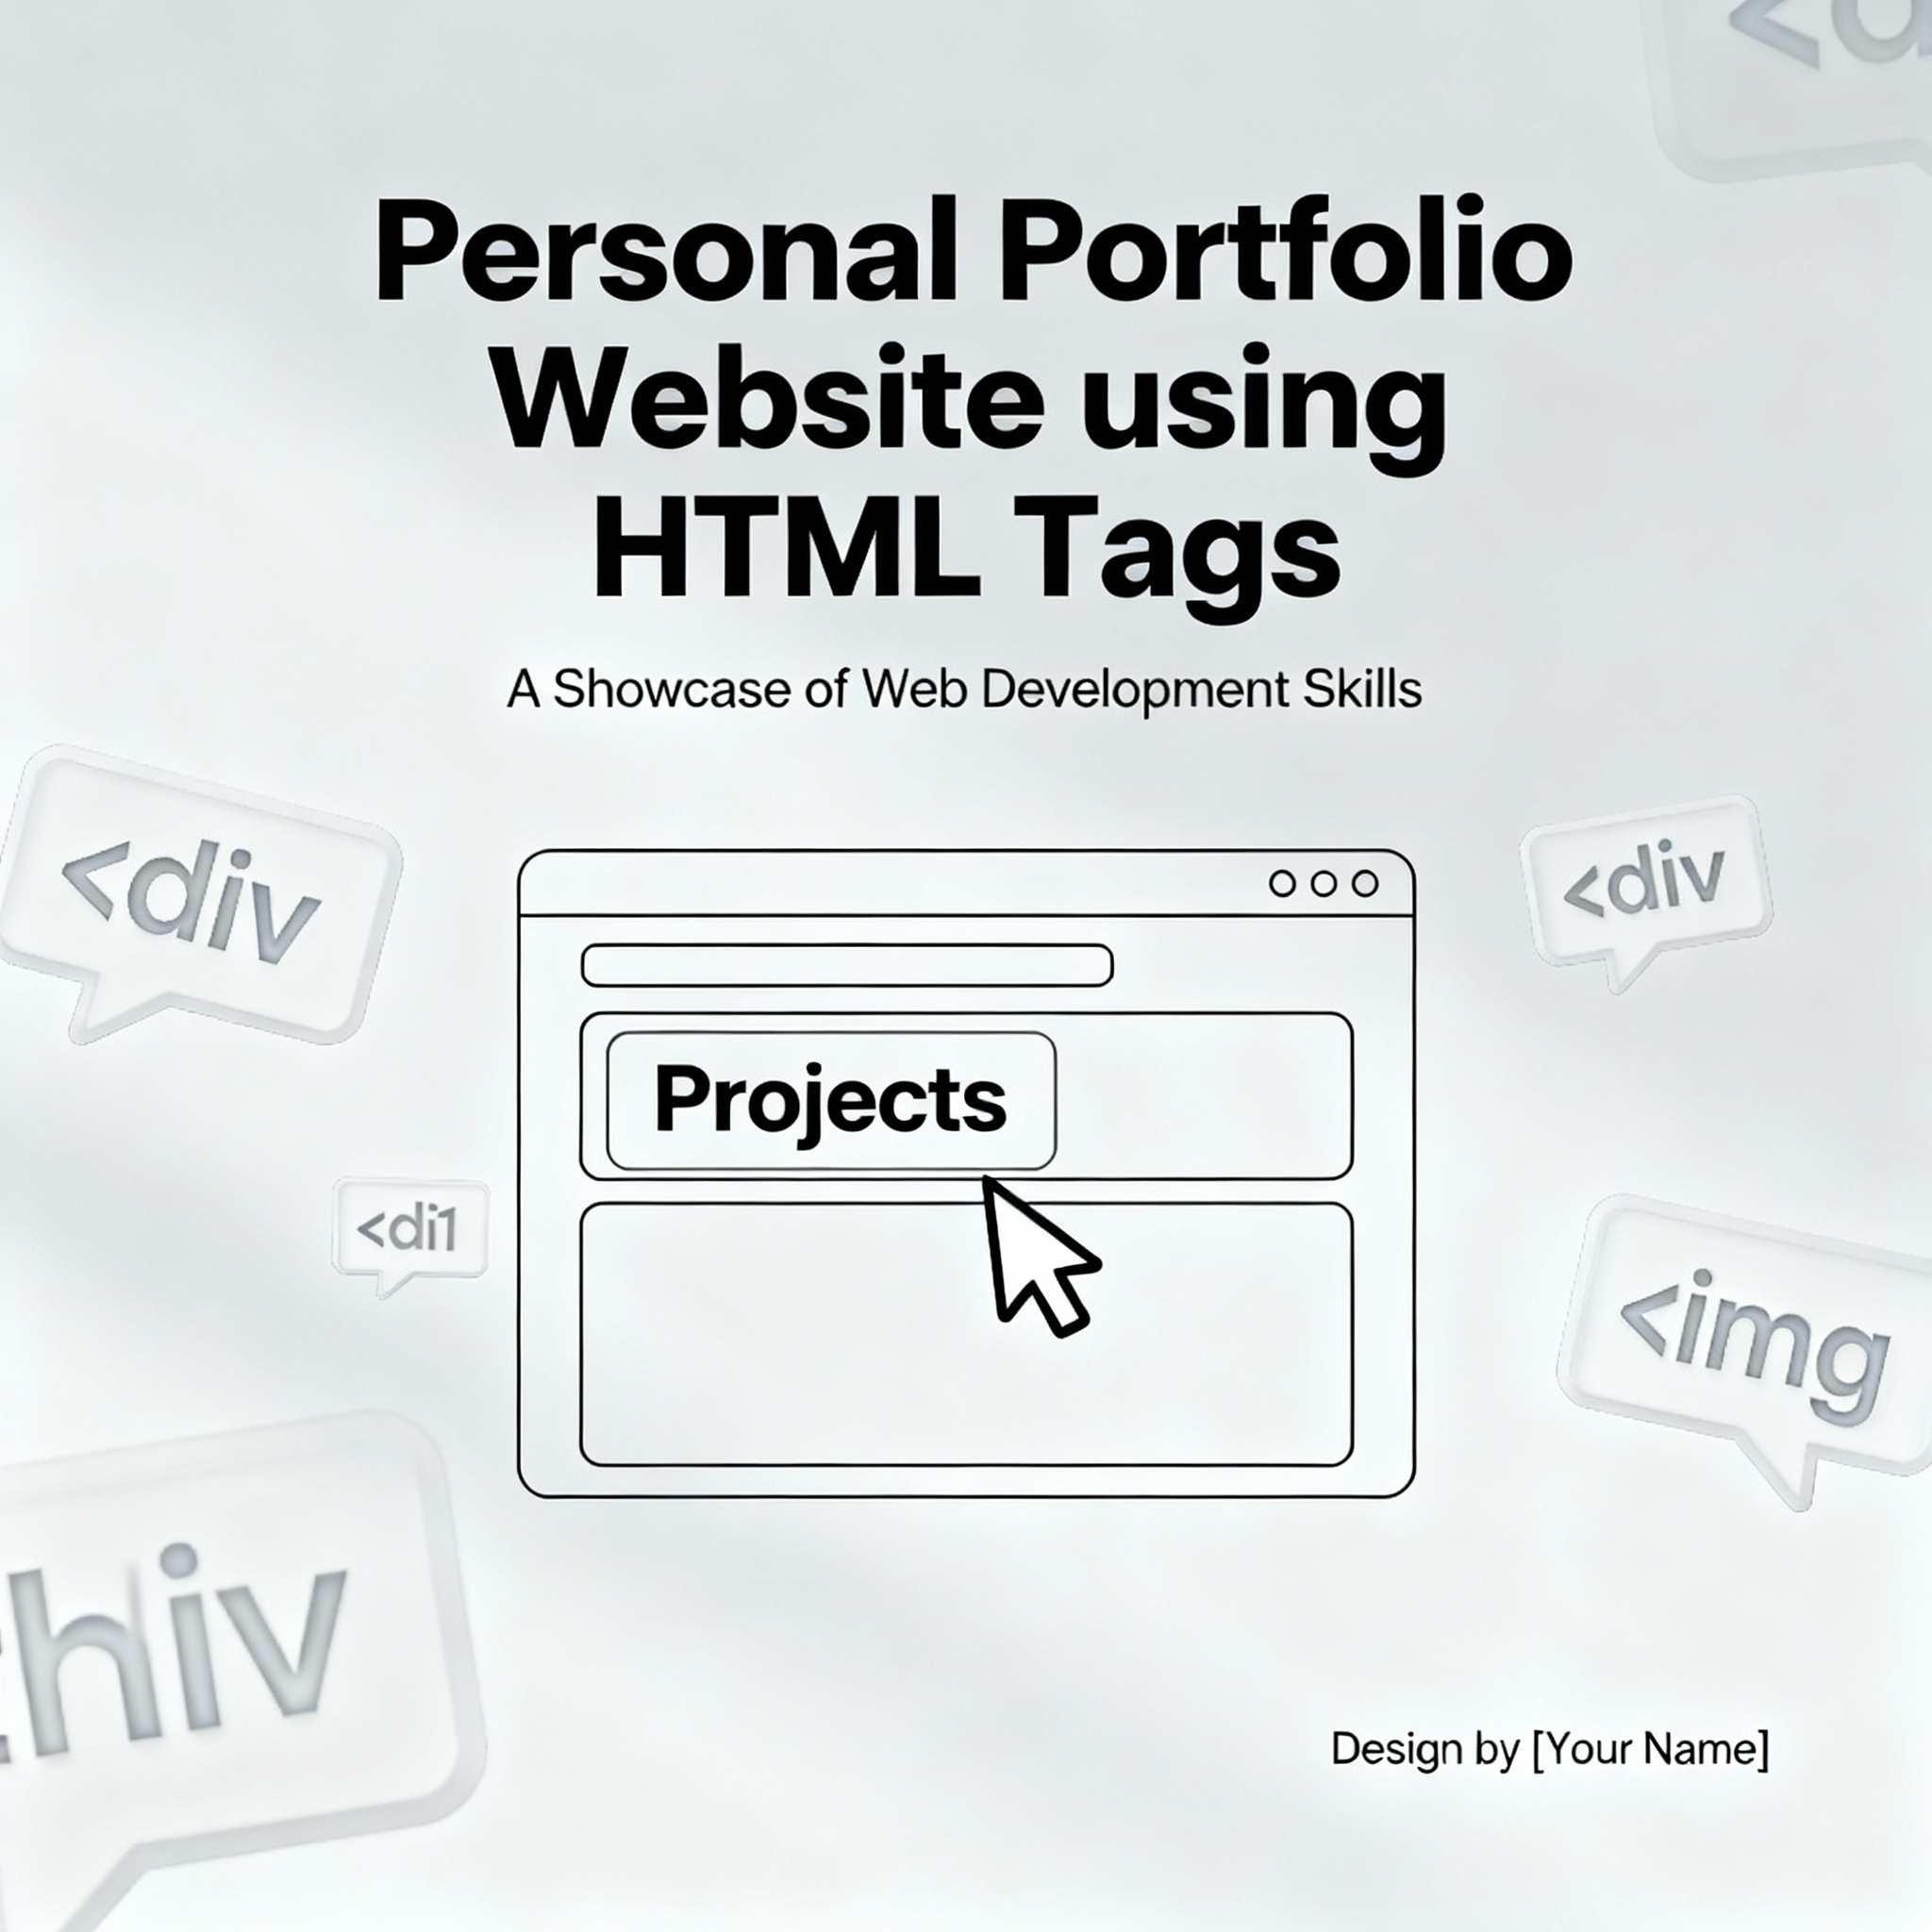 <d
Personal Portfolio
Website using
HTML Tags
A Showcase of Web Development Skills
<div
<div
Projects
<di1
<img
hiv
Design by [Your Name]